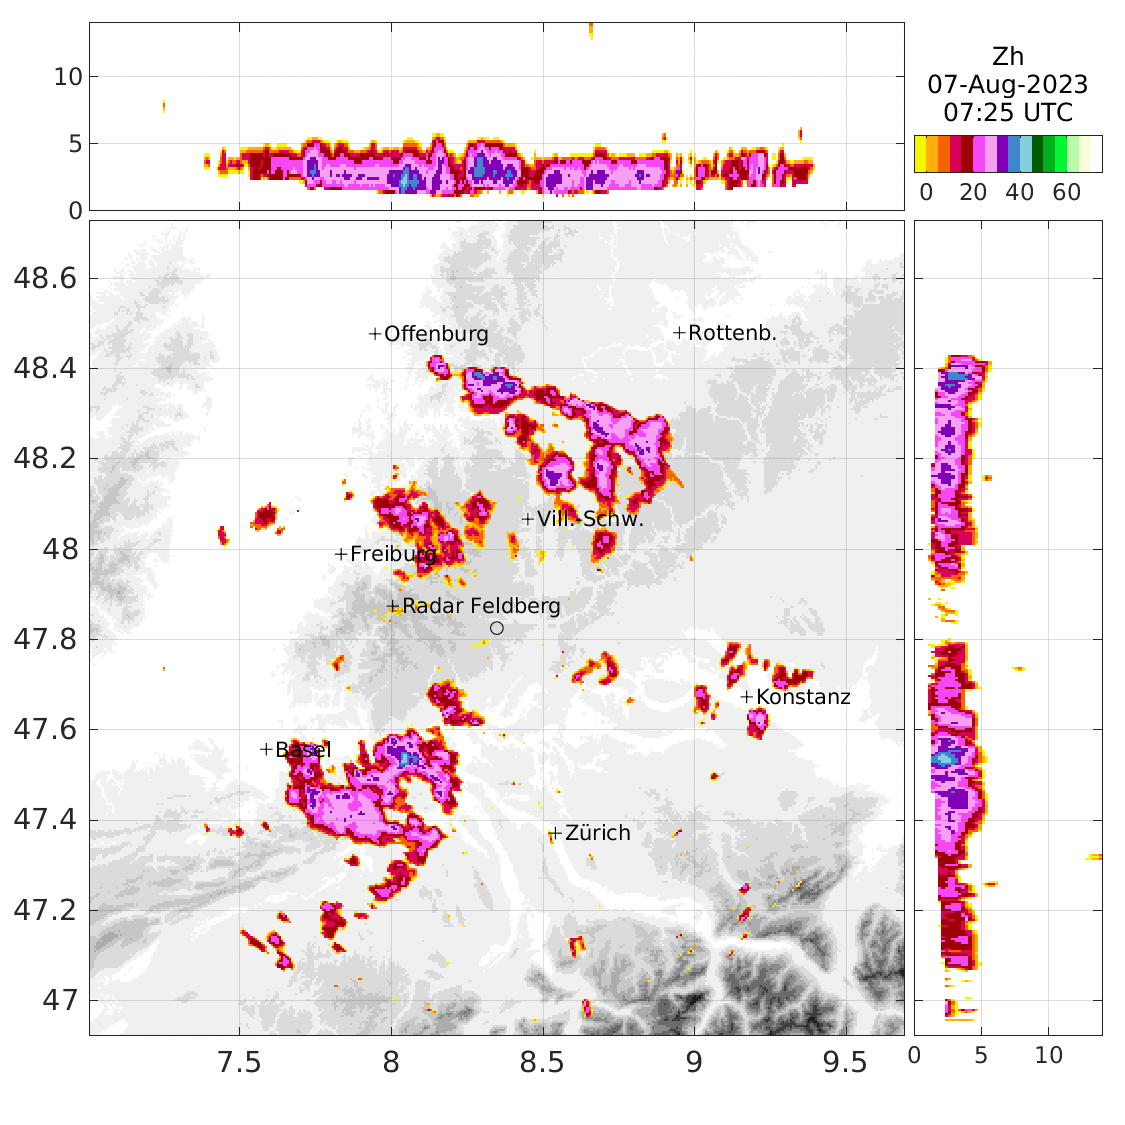 10
5
0
Zh
07-Aug-2023
07:25 UTC
0 20 40 60
48.6
48.4
48.2
48
47.8
47.6
47.4
47.2
47
+Offenburg
+Rottenb.
+Vill.-Schw.
+Freiburg
+Radar Feldberg
+Konstanz
+Basel
+Zürich
7.5 8 8.5 9 9.5
0 5 10